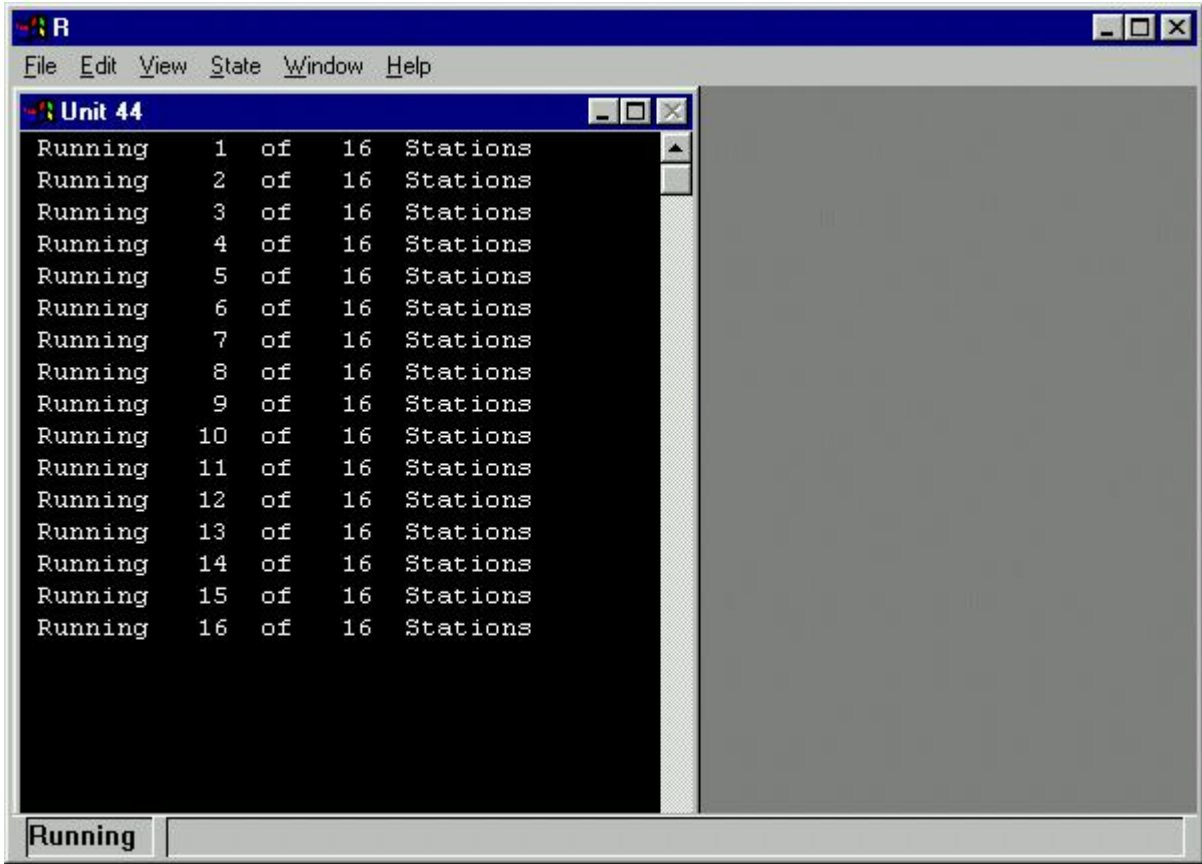 R
File Edit View State Window Help
Unit 44
Running 1 of 16 Stations
Running 2 of 16 Stations
Running 3 of 16 Stations
Running 4 of 16 Stations
Running 5 of 16 Stations
Running 6 of 16 Stations
Running 7 of 16 Stations
Running 8 of 16 Stations
Running 9 of 16 Stations
Running 10 of 16 Stations
Running 11 of 16 Stations
Running 12 of 16 Stations
Running 13 of 16 Stations
Running 14 of 16 Stations
Running 15 of 16 Stations
Running 16 of 16 Stations
Running